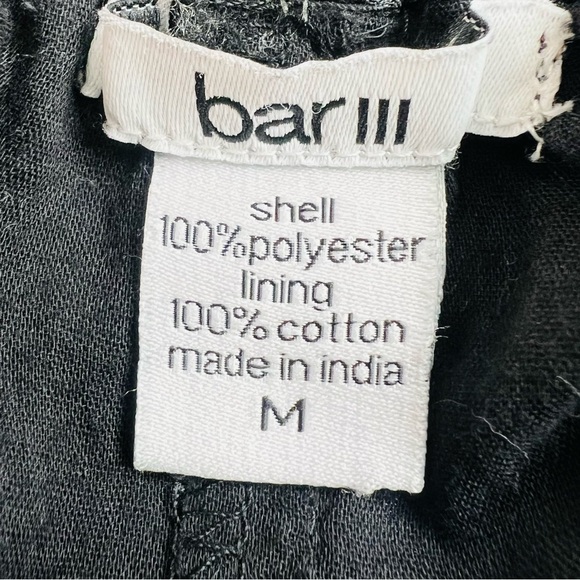 bar III
shell
100%polyester
lining
100% cotton
made in india
M